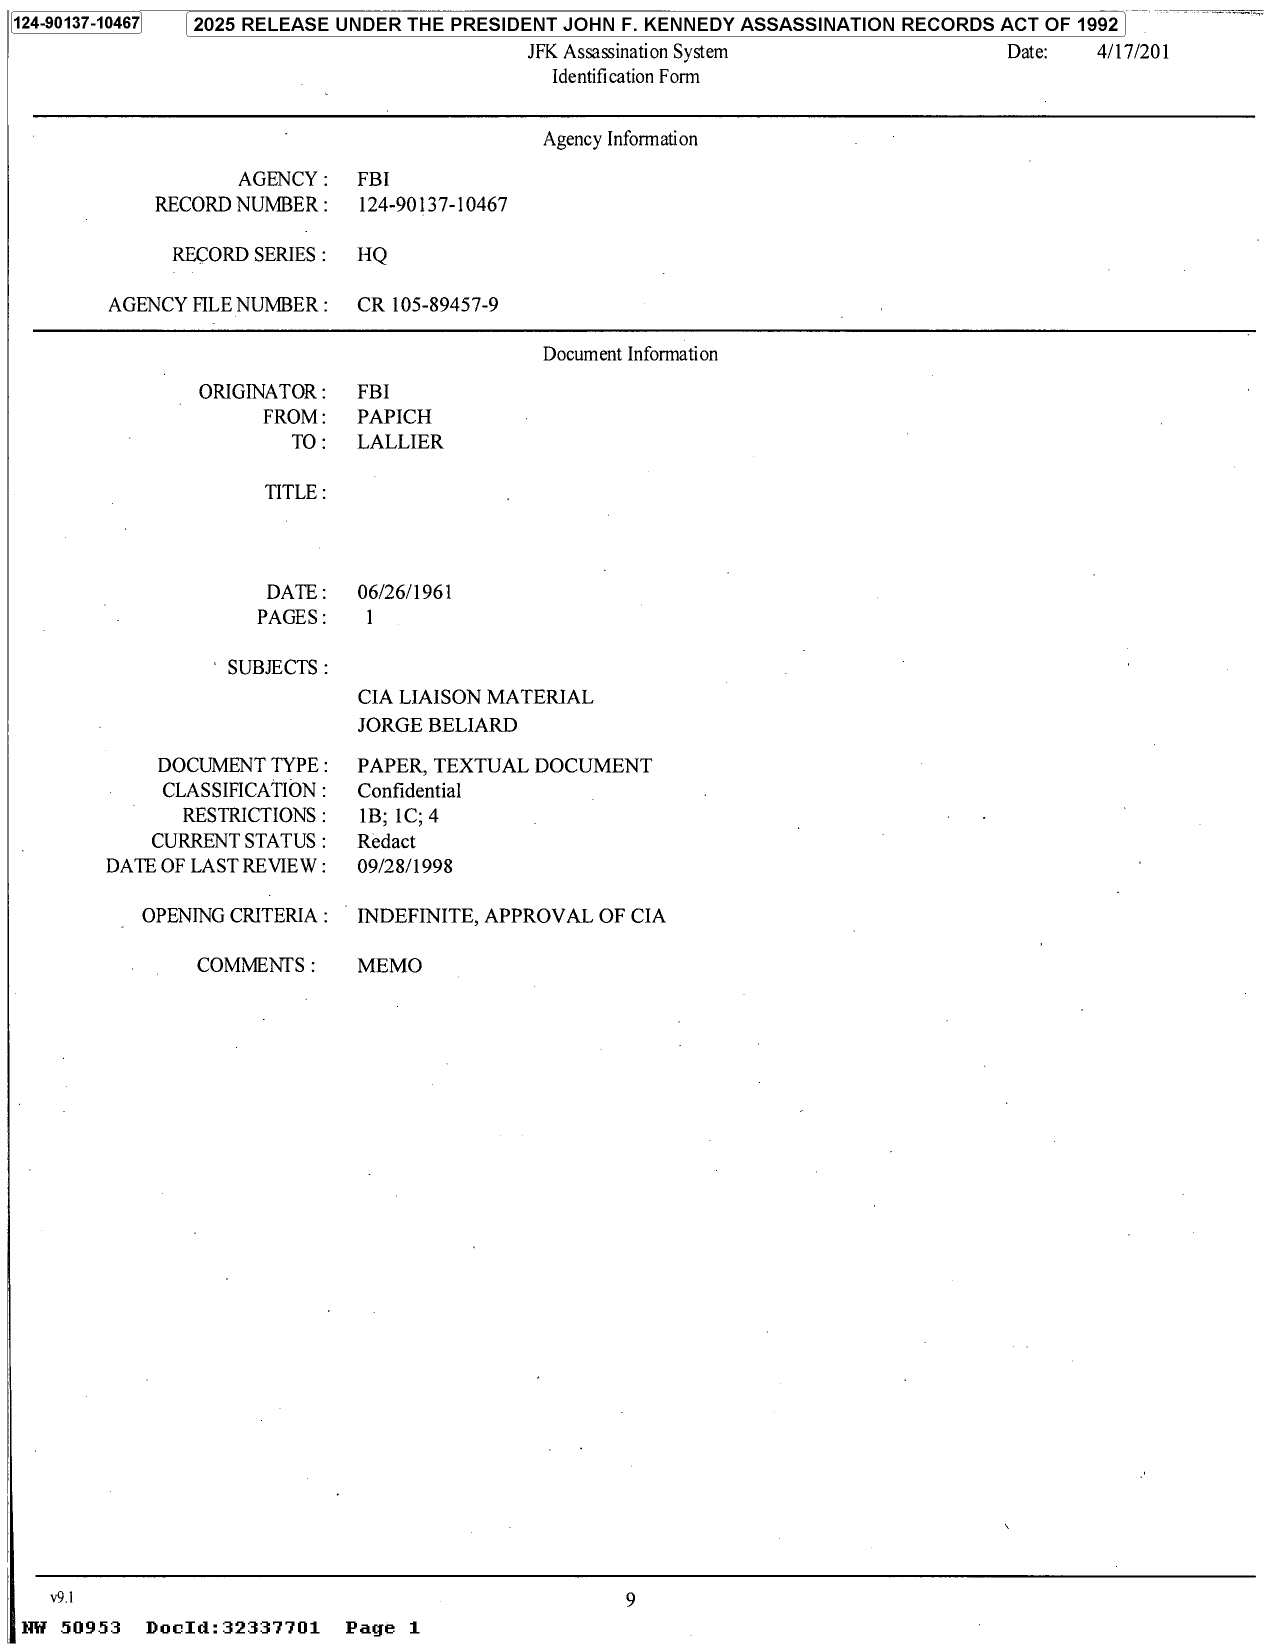 124-90137-10467 2025 RELEASE UNDER THE PRESIDENT JOHN F. KENNEDY ASSASSINATION RECORDS ACT OF 1992
JFK Assassination System Date: 4/17/201
Identification Form
Agency Information
AGENCY : FBI
RECORD NUMBER : 124-90137-10467
RECORD SERIES : HQ
AGENCY FILE NUMBER : CR 105-89457-9
Document Information
ORIGINATOR : FBI
FROM : PAPICH
TO : LALLIER
TITLE :
DATE : 06/26/1961
PAGES : 1
SUBJECTS :
CIA LIAISON MATERIAL
JORGE BELIARD
DOCUMENT TYPE : PAPER, TEXTUAL DOCUMENT
CLASSIFICATION : Confidential
RESTRICTIONS : 1B; 1C; 4
CURRENT STATUS : Redact
DATE OF LAST REVIEW : 09/28/1998
OPENING CRITERIA : INDEFINITE, APPROVAL OF CIA
COMMENTS : MEMO
v9.1 9
NW 50953 DocId:32337701 Page 1